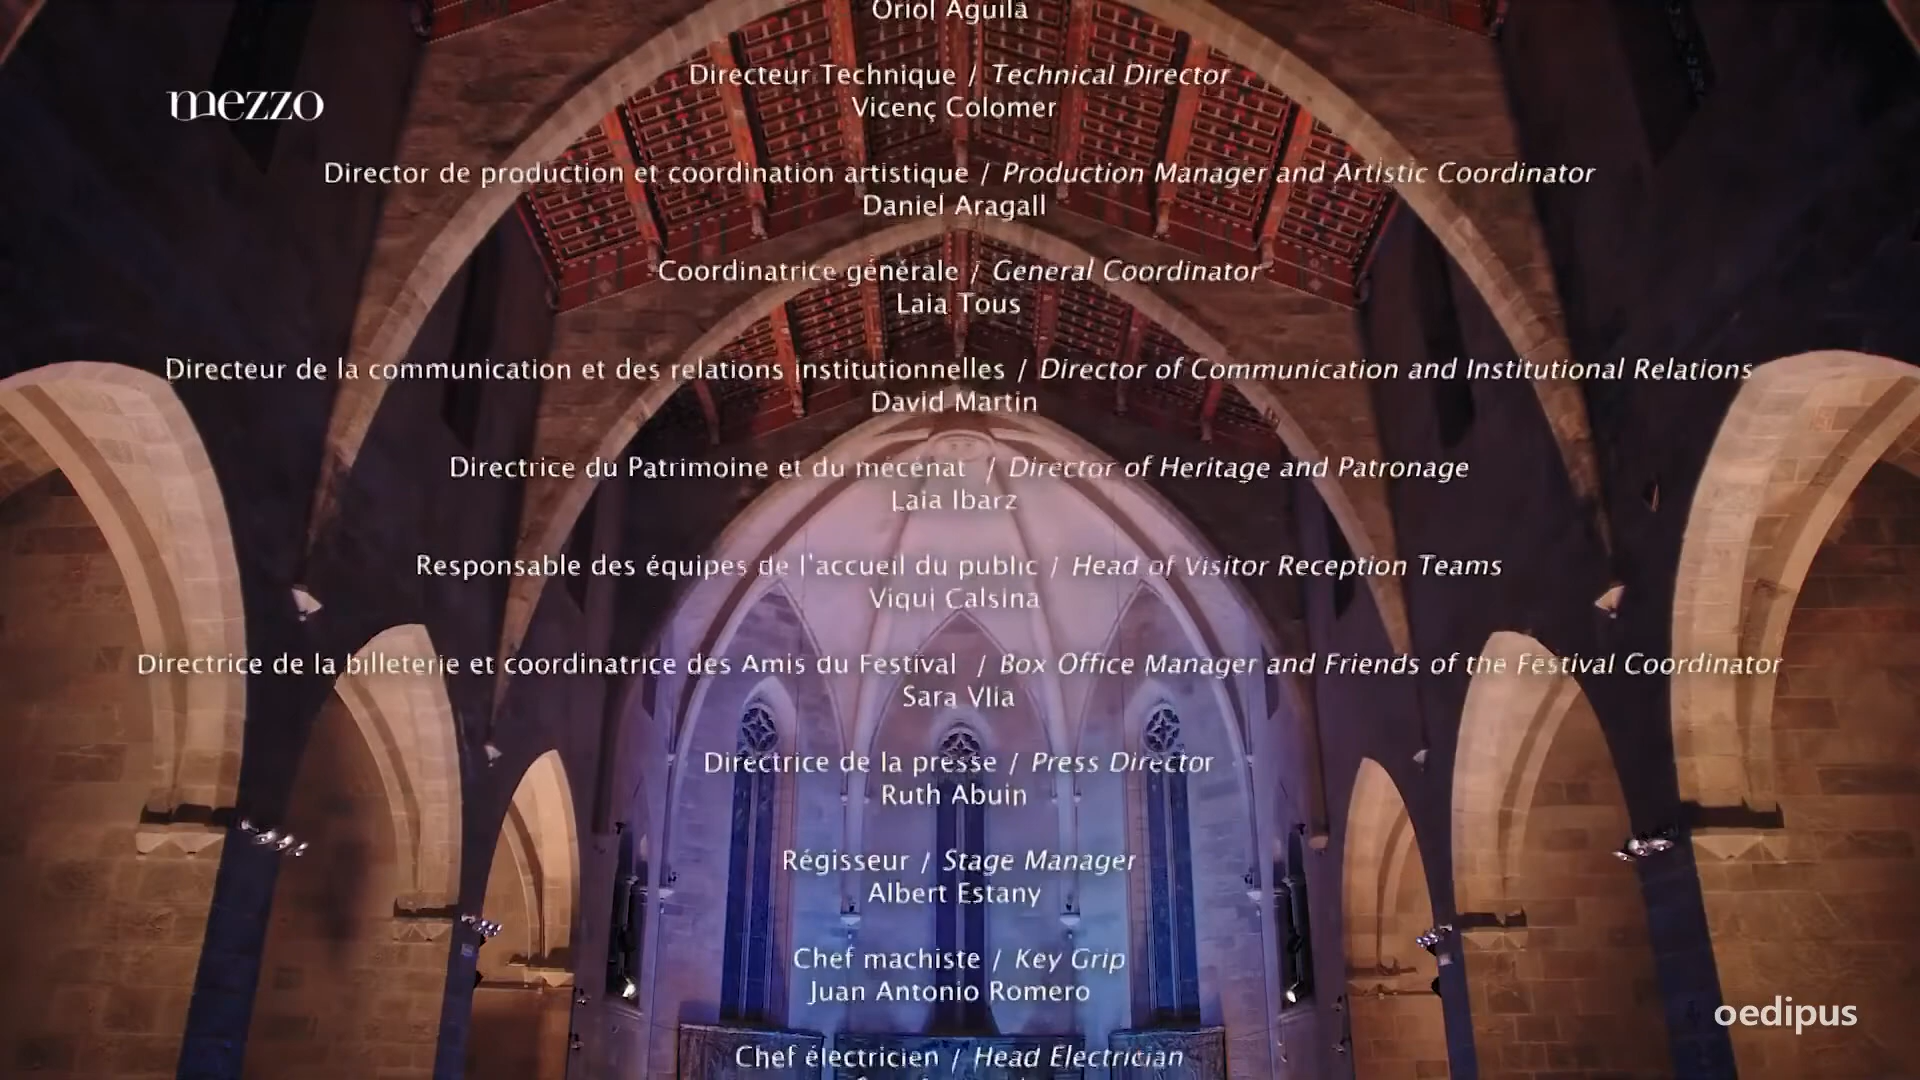 Oriol Aguilà
mezzo
Directeur Technique / Technical Director
Vicenç Colomer
Director de production et coordination artistique / Production Manager and Artistic Coordinator
Daniel Aragall
Coordinatrice générale / General Coordinator
Laia Tous
Directeur de la communication et des relations institutionnelles / Director of Communication and Institutional Relations
David Martin
Directrice du Patrimoine et du mécénat / Director of Heritage and Patronage
Laia Ibarz
Responsable des équipes de l'accueil du public / Head of Visitor Reception Teams
Viqui Calsina
Directrice de la billeterie et coordinatrice des Amis du Festival / Box Office Manager and Friends of the Festival Coordinator
Sara VIla
Directrice de la presse / Press Director
Ruth Abuin
Régisseur / Stage Manager
Albert Estany
Chef machiste / Key Grip
Juan Antonio Romero
oedipus
Chef électricien / Head Electrician